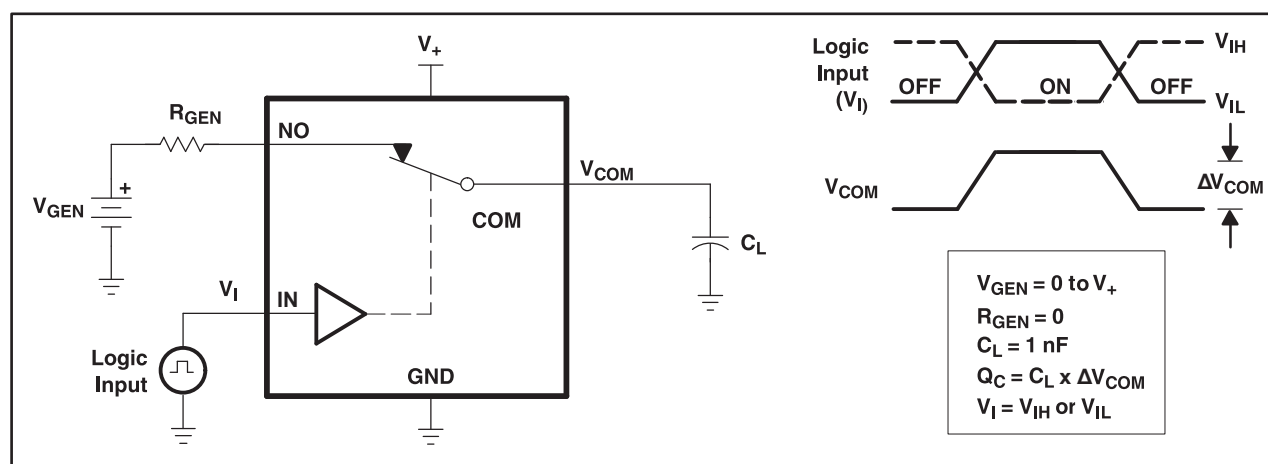 V+
RGEN
NO
VCOM
+
VGEN
COM
CL
VI
IN
Logic
Input
GND
Logic
Input
(VI)
VIH
OFF
ON
OFF
VIL
VCOM
ΔVCOM
VGEN = 0 to V+
RGEN = 0
CL = 1 nF
QC = CL x ΔVCOM
VI = VIH or VIL